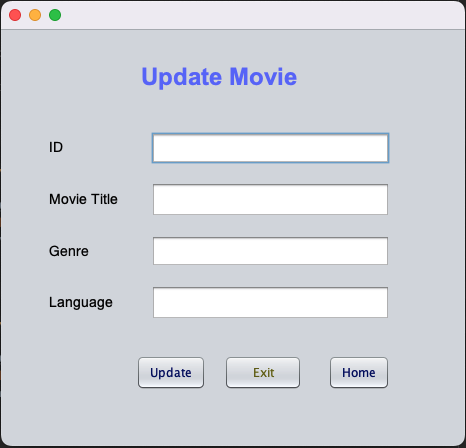 Update Movie
ID
Movie Title
Genre
Language
Update Exit Home